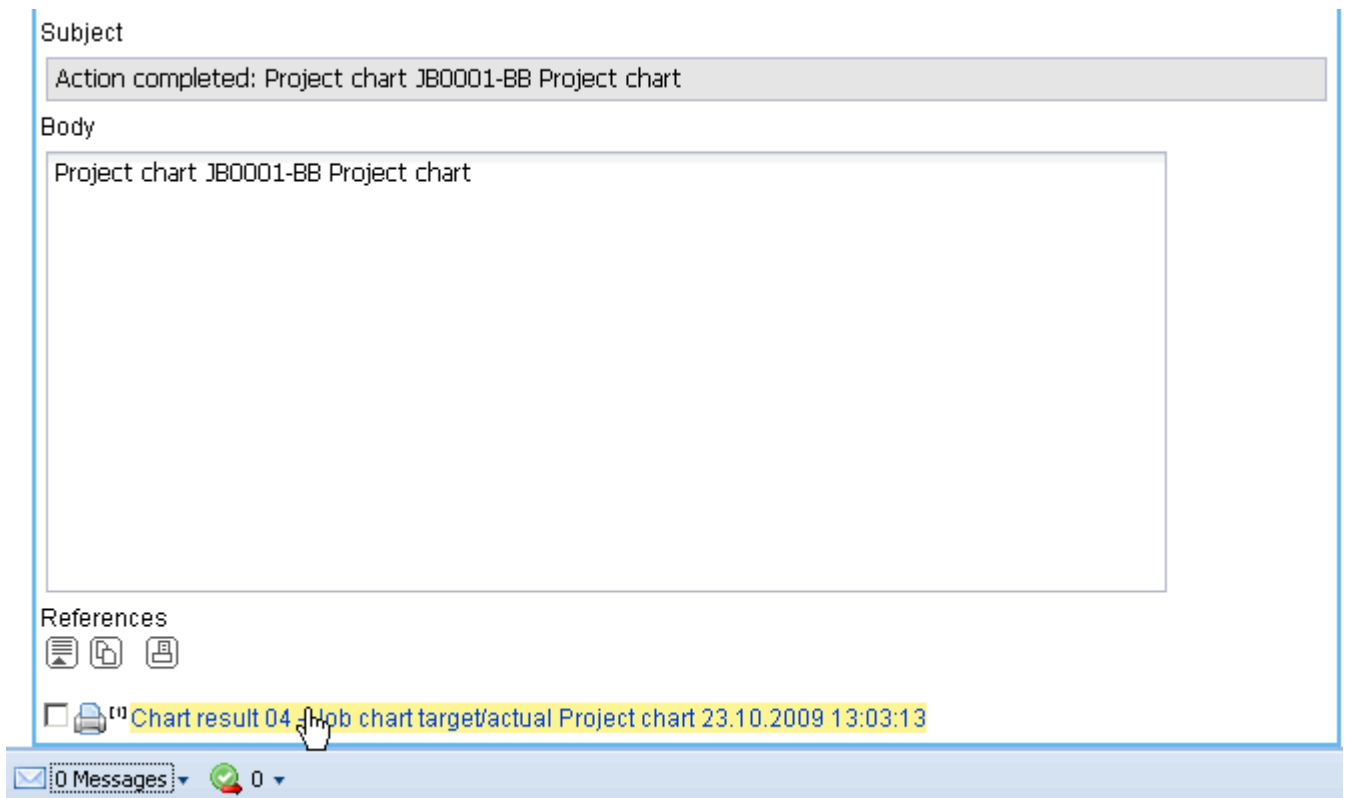 Subject
Action completed: Project chart JB0001-BB Project chart
Body
Project chart JB0001-BB Project chart
References
[1] Chart result 04 - Job chart target/actual Project chart 23.10.2009 13:03:13
0 Messages 0